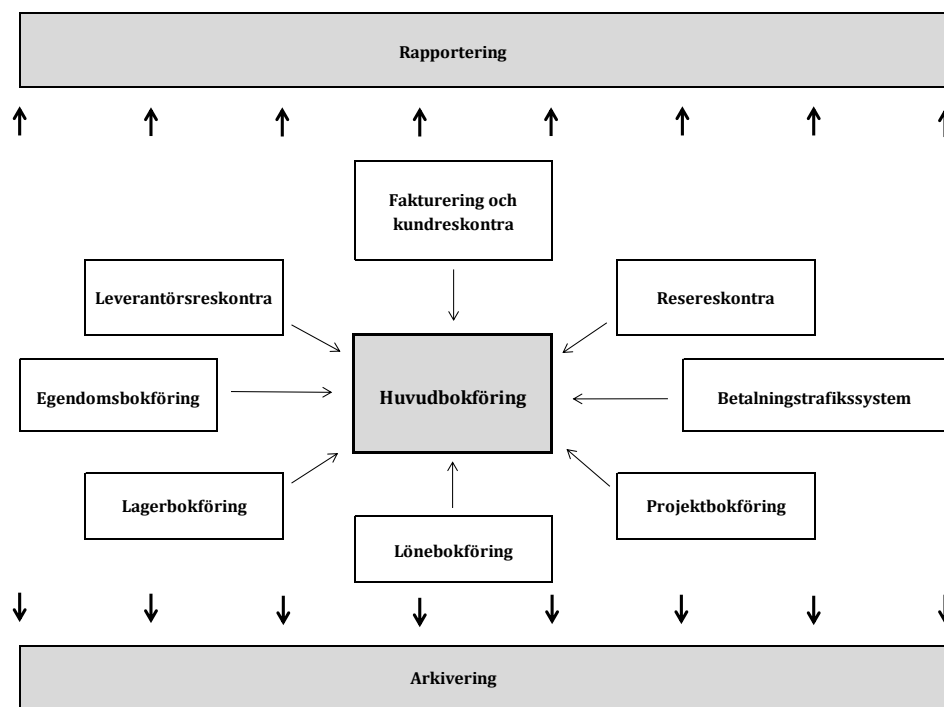 Rapportering
Fakturering och
kundreskontra
Leverantörsreskontra
Resereskontra
Egendomsbokföring
Huvudbokföring
Betalningstrafikssystem
Lagerbokföring
Projektbokföring
Lönebokföring
Arkivering